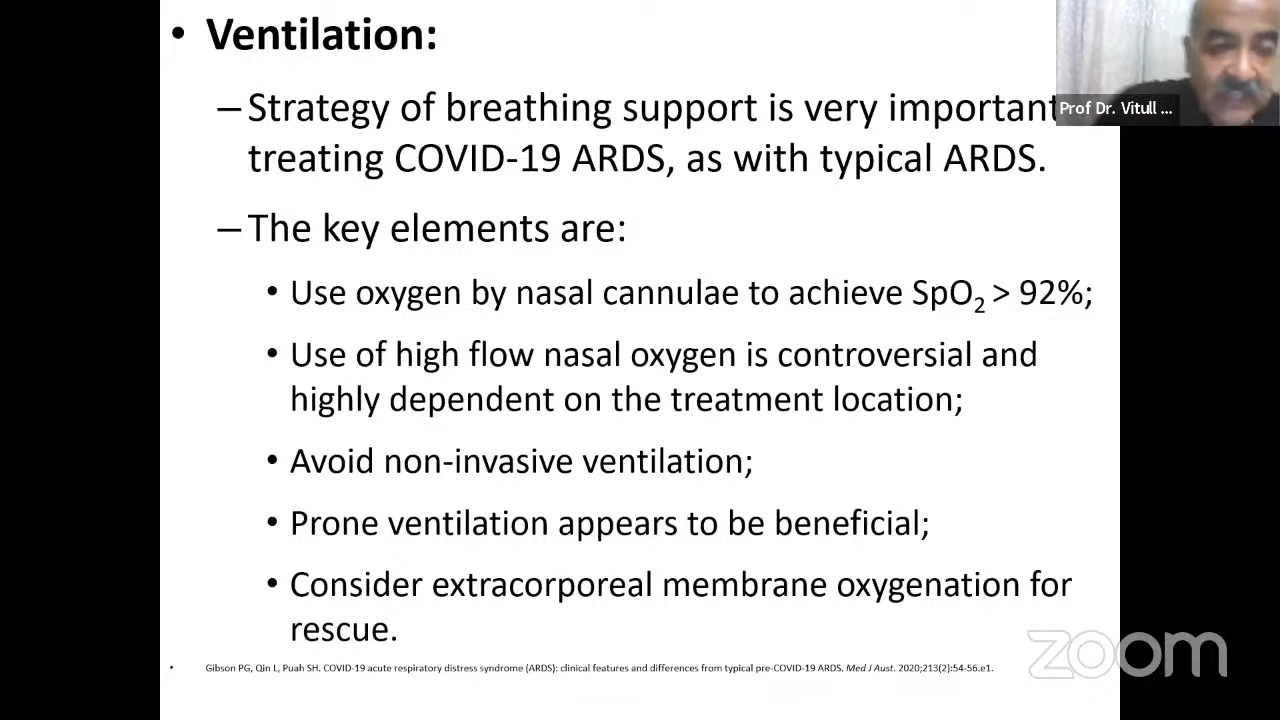 • Ventilation:
– Strategy of breathing support is very important
treating COVID-19 ARDS, as with typical ARDS.
– The key elements are:
• Use oxygen by nasal cannulae to achieve SpO₂ > 92%;
• Use of high flow nasal oxygen is controversial and
highly dependent on the treatment location;
• Avoid non-invasive ventilation;
• Prone ventilation appears to be beneficial;
• Consider extracorporeal membrane oxygenation for
rescue.
• Gibson PG, Qin L, Puah SH. COVID-19 acute respiratory distress syndrome (ARDS): clinical features and differences from typical pre-COVID-19 ARDS. Med J Aust. 2020;213(2):54-56.e1.
Prof Dr. Vitull ...
zoom